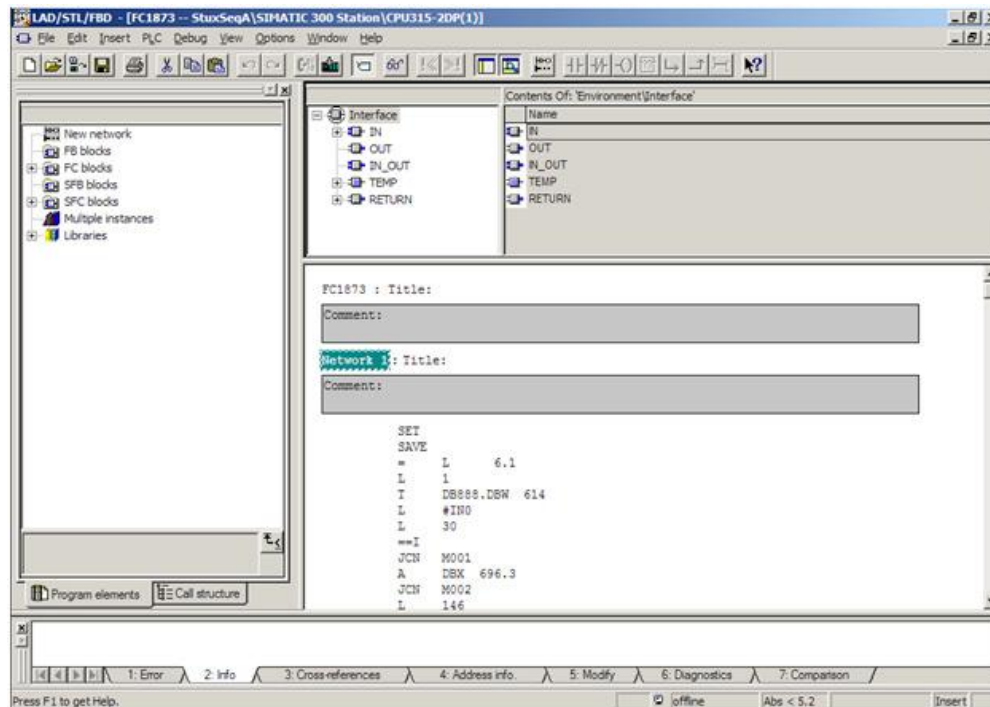 LAD/STL/FBD - [FC1873 -- StuxSeqA\SIMATIC 300 Station\CPU315-2DP(1)]
File Edit Insert PLC Debug View Options Window Help
New network
FB blocks
FC blocks
SFB blocks
SFC blocks
Multiple instances
Libraries
Program elements
Call structure
Interface
IN
OUT
IN_OUT
TEMP
RETURN
Contents Of: 'Environment\Interface'
Name
IN
OUT
IN_OUT
TEMP
RETURN
FC1873 : Title:
Comment:
Network 1: Title:
Comment:
SET
SAVE
= L 6.1
L 1
T DB888.DBW 614
L #IN0
L 30
==I
JCN M001
A DBX 696.3
JCN M002
L 146
1: Error 2: Info 3: Cross-references 4: Address info. 5: Modify 6: Diagnostics 7: Comparison
Press F1 to get Help. offline Abs < 5.2 Insert